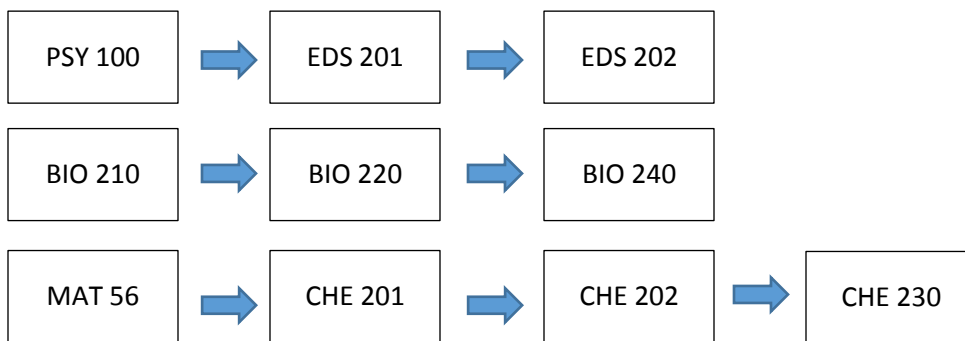 PSY 100 EDS 201 EDS 202
BIO 210 BIO 220 BIO 240
MAT 56 CHE 201 CHE 202 CHE 230